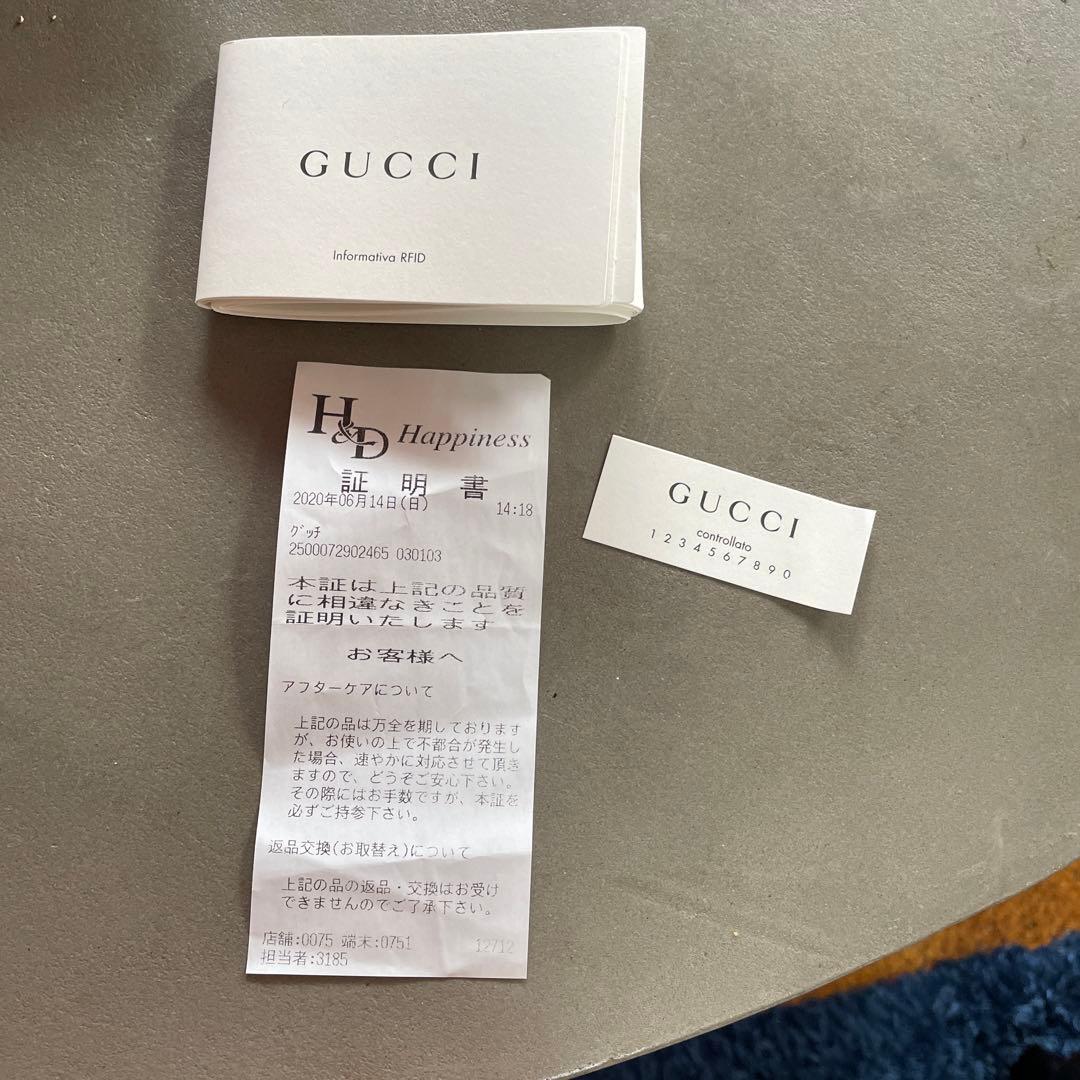 GUCCI
Informativa RFID
H&D Happiness
証 明 書
2020年06月14日(日) 14:18
グッチ
2500072902465 030103
本証は上記の品質
に相違なきことを
証明いたします
お客様へ
アフターケアについて
上記の品は万全を期しております
が、お使いの上で不都合が発生し
た場合、速やかに対応させて頂き
ますので、どうぞご安心下さい。
その際にはお手数ですが、本証を
必ずご持参下さい。
返品交換(お取替え)について
上記の品の返品・交換はお受け
できませんのでご了承下さい。
店舗:0075 端末:0751 12712
担当者:3185
GUCCI
controllato
1 2 3 4 5 6 7 8 9 0